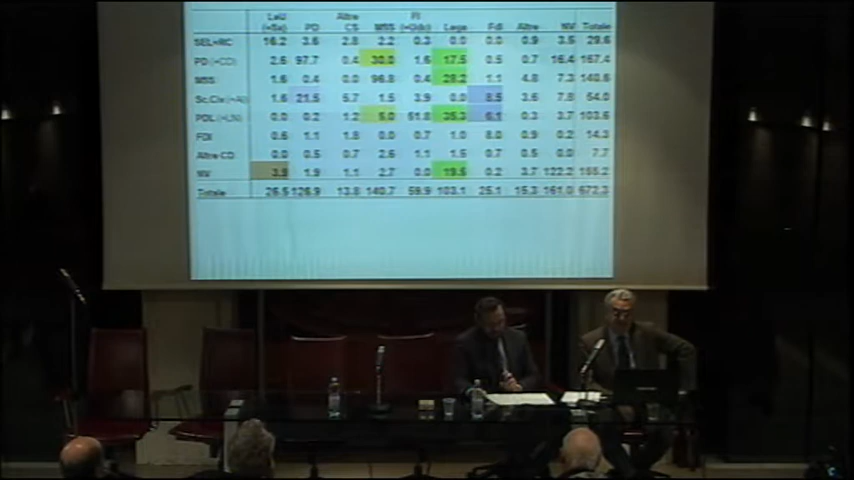 LeU Altre FI
(+Sa) PD CS M5S (+Udc) Lega FdI Altre NV Totale
SEL+RC 16.2 3.6 2.8 2.2 0.3 0.0 0.0 0.9 3.5 29.6
PD (+CD) 2.6 97.7 0.4 30.0 1.6 17.5 0.5 0.7 16.4 167.4
M5S 1.6 0.4 0.0 96.8 0.4 28.2 1.1 4.8 7.3 140.6
Sc.Civ 1.6 21.5 5.7 1.5 3.9 0.0 8.5 3.6 7.8 54.0
PDL (+LN) 0.0 0.2 1.2 5.0 51.8 35.3 6.1 0.3 3.7
FDI 0.6 1.1 1.8 0.0 0.7 1.0 8.0 0.9 0.2 14.3
Altre CD 0.0 0.5 0.7 2.6 1.1 1.5 0.7 0.5 0.0 7.7
NV 3.9 1.9 1.1 2.7 0.0 19.5 0.2 3.7 122.2 155.2
Totale 26.5 126.9 13.8 140.7 59.9 103.1 25.1 15.3 161.0 672.3